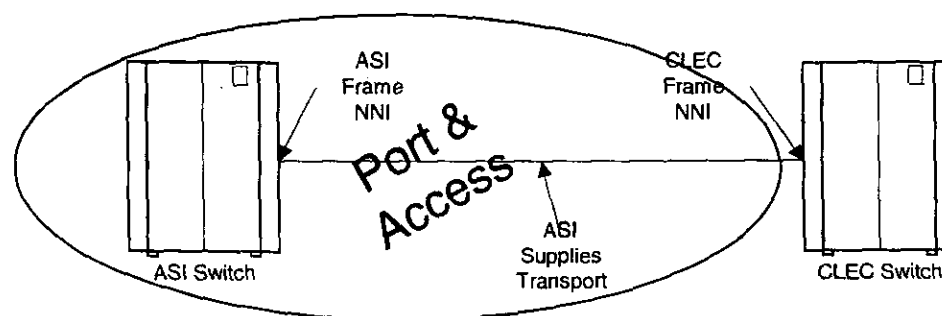 ASI
Frame
NNI
CLEC
Frame
NNI
Port &
Access
ASI
Supplies
Transport
ASI Switch
CLEC Switch